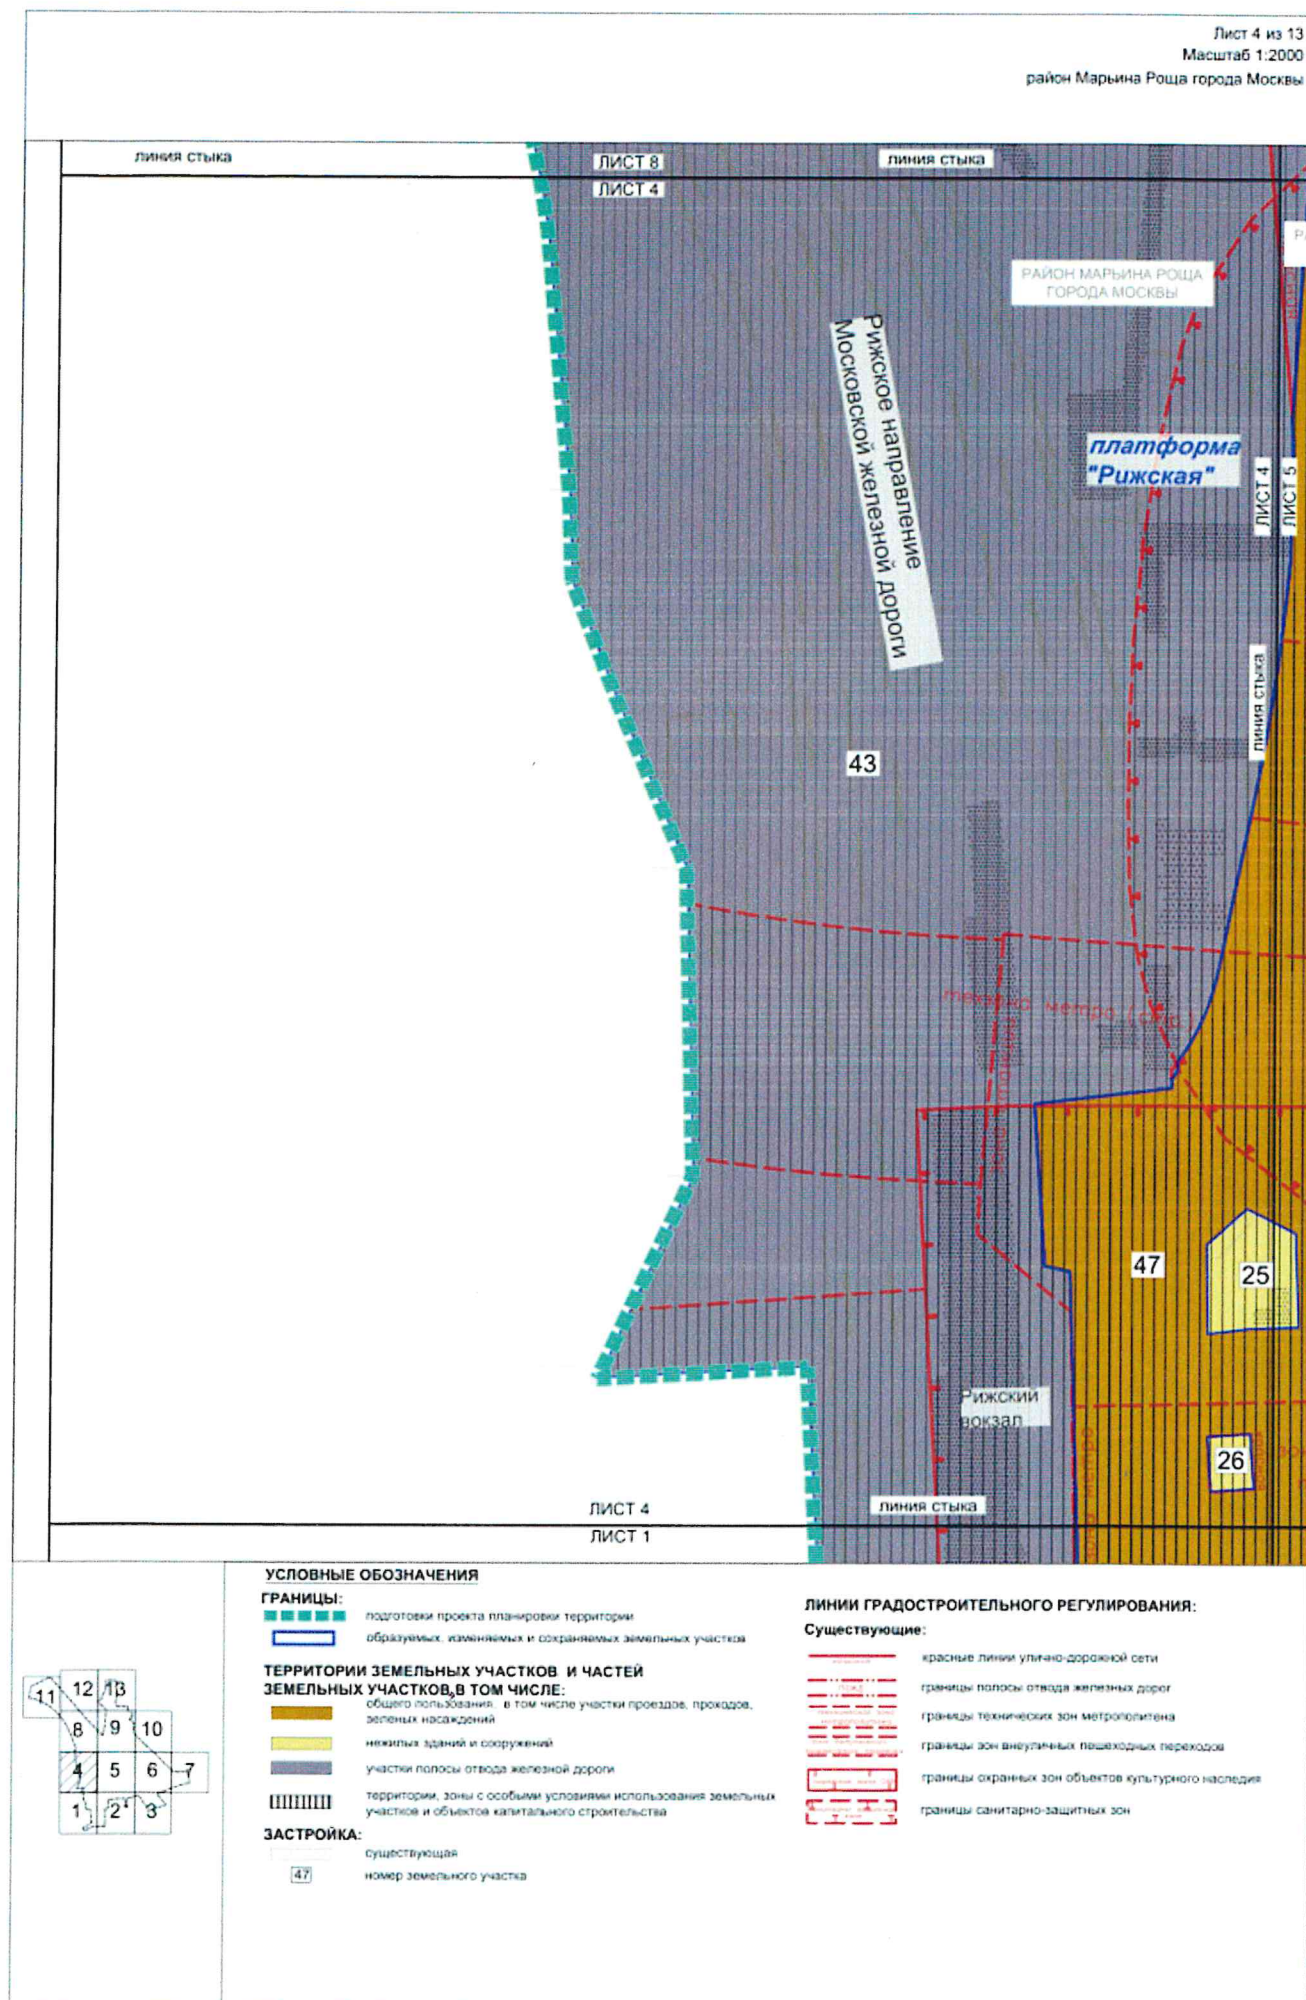 Лист 4 из 13
Масштаб 1:2000
район Марьина Роща города Москвы
линия стыка
ЛИСТ 8
линия стыка
ЛИСТ 4
РАЙОН МАРЬИНА РОЩА
ГОРОДА МОСКВЫ
Рижское направление
Московской железной дороги
платформа
"Рижская"
ЛИСТ 4
ЛИСТ 5
линия стыка
43
метро
47
25
Рижский
вокзал
26
метро
ЛИСТ 4
линия стыка
ЛИСТ 1
УСЛОВНЫЕ ОБОЗНАЧЕНИЯ
ГРАНИЦЫ:
подготовки проекта планировки территории
образуемых, изменяемых и сохраняемых земельных участков
ТЕРРИТОРИИ ЗЕМЕЛЬНЫХ УЧАСТКОВ И ЧАСТЕЙ
ЗЕМЕЛЬНЫХ УЧАСТКОВ,В ТОМ ЧИСЛЕ:
общего пользования, в том числе участки проездов, проходов,
зеленых насаждений
нежилых зданий и сооружений
участки полосы отвода железной дороги
территории, зоны с особыми условиями использования земельных
участков и объектов капитального строительства
ЗАСТРОЙКА:
существующая
47
номер земельного участка
ЛИНИИ ГРАДОСТРОИТЕЛЬНОГО РЕГУЛИРОВАНИЯ:
Существующие:
красные линии улично-дорожной сети
границы полосы отвода железных дорог
границы технических зон метрополитена
границы зон внеуличных пешеходных переходов
границы охранных зон объектов культурного наследия
границы санитарно-защитных зон
11
12
13
8
9
10
4
5
6
7
1
2
3